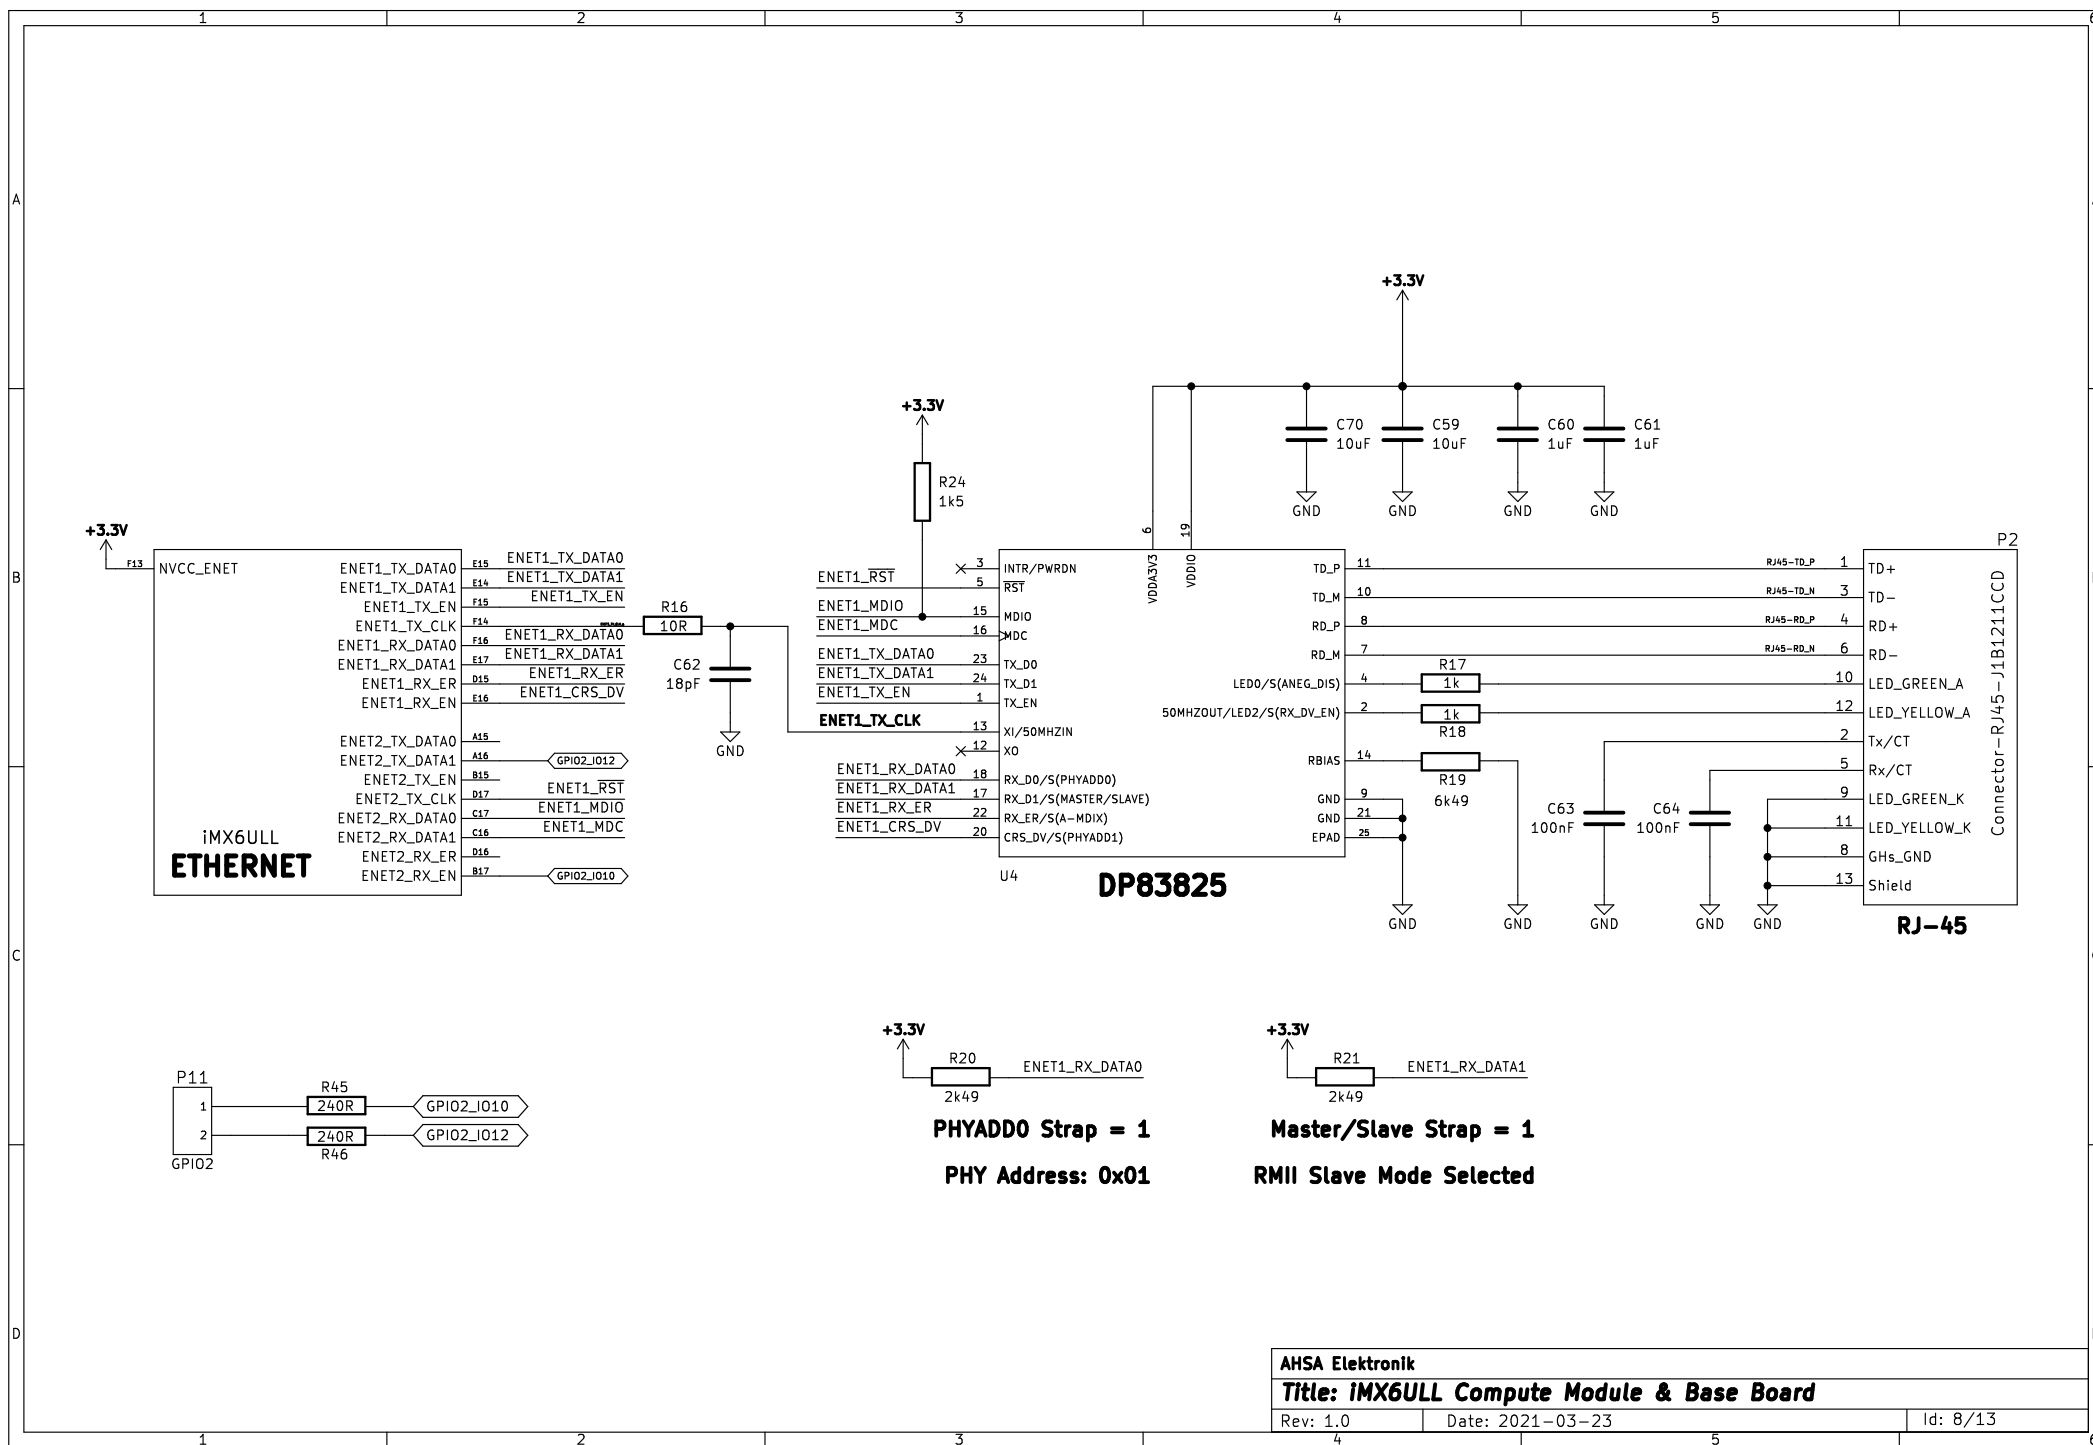 1 2 3 4 5 6
A
B
C
D
+3.3V
C70
10uF
C59
10uF
C60
1uF
C61
1uF
GND GND GND GND
+3.3V
R24
1k5
+3.3V
F13 NVCC_ENET
ENET1_TX_DATA0 E15 ENET1_TX_DATA0
ENET1_TX_DATA1 E14 ENET1_TX_DATA1
ENET1_TX_EN F15 ENET1_TX_EN
ENET1_TX_CLK F14
ENET1_RX_DATA0 F16 ENET1_RX_DATA0
ENET1_RX_DATA1 E17 ENET1_RX_DATA1
ENET1_RX_ER D15 ENET1_RX_ER
ENET1_RX_EN E16 ENET1_CRS_DV
ENET2_TX_DATA0 A15
ENET2_TX_DATA1 A16 GPIO2_IO12
ENET2_TX_EN B15
ENET2_TX_CLK D17 ENET1_RST
ENET2_RX_DATA0 C17 ENET1_MDIO
ENET2_RX_DATA1 C16 ENET1_MDC
ENET2_RX_ER D16
ENET2_RX_EN B17 GPIO2_IO10
iMX6ULL
ETHERNET
R16
10R
C62
18pF
GND
3 INTR/PWRDN
ENET1_RST 5 RST
ENET1_MDIO 15 MDIO
ENET1_MDC 16 MDC
ENET1_TX_DATA0 23 TX_D0
ENET1_TX_DATA1 24 TX_D1
ENET1_TX_EN 1 TX_EN
ENET1_TX_CLK 13 XI/50MHZIN
12 XO
ENET1_RX_DATA0 18 RX_D0/S(PHYADD0)
ENET1_RX_DATA1 17 RX_D1/S(MASTER/SLAVE)
ENET1_RX_ER 22 RX_ER/S(A-MDIX)
ENET1_CRS_DV 20 CRS_DV/S(PHYADD1)
6 VDDA3V3
19 VDDIO
TD_P 11
TD_M 10
RD_P 8
RD_M 7
LED0/S(ANEG_DIS) 4
50MHZOUT/LED2/S(RX_DV_EN) 2
RBIAS 14
GND 9
GND 21
EPAD 25
U4
DP83825
R17
1k
1k
R18
R19
6k49
C63
100nF
C64
100nF
GND GND GND GND GND
P2
RJ45-TD_P 1 TD+
RJ45-TD_N 3 TD-
RJ45-RD_P 4 RD+
RJ45-RD_N 6 RD-
10 LED_GREEN_A
12 LED_YELLOW_A
2 Tx/CT
5 Rx/CT
9 LED_GREEN_K
11 LED_YELLOW_K
8 GHs_GND
13 Shield
Connector-RJ45-J1B1211CCD
RJ-45
P11
1
2
GPIO2
R45
240R GPIO2_IO10
240R GPIO2_IO12
R46
+3.3V
R20
2k49
ENET1_RX_DATA0
PHYADD0 Strap = 1
PHY Address: 0x01
+3.3V
R21
2k49
ENET1_RX_DATA1
Master/Slave Strap = 1
RMII Slave Mode Selected
AHSA Elektronik
Title: iMX6ULL Compute Module & Base Board
Rev: 1.0 Date: 2021-03-23 Id: 8/13
1 2 3 4 5 6